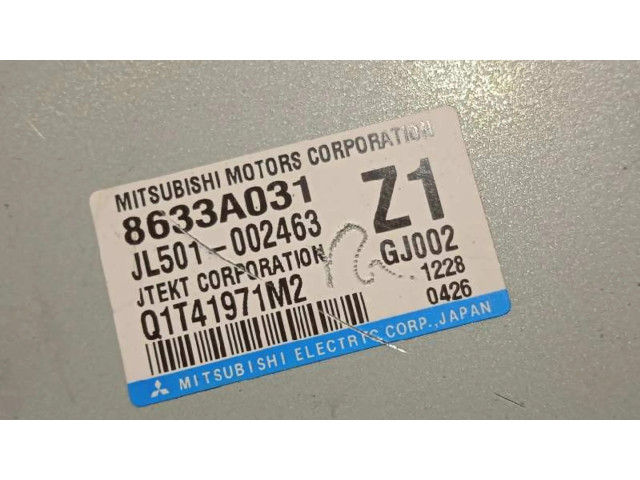 MITSUBISHI MOTORS CORPORATION
8633A031 Z1
JL501-002463 GJ002
JTEKT CORPORATION 1228
Q1T41971M2 0426
MITSUBISHI ELECTRIC CORP., JAPAN